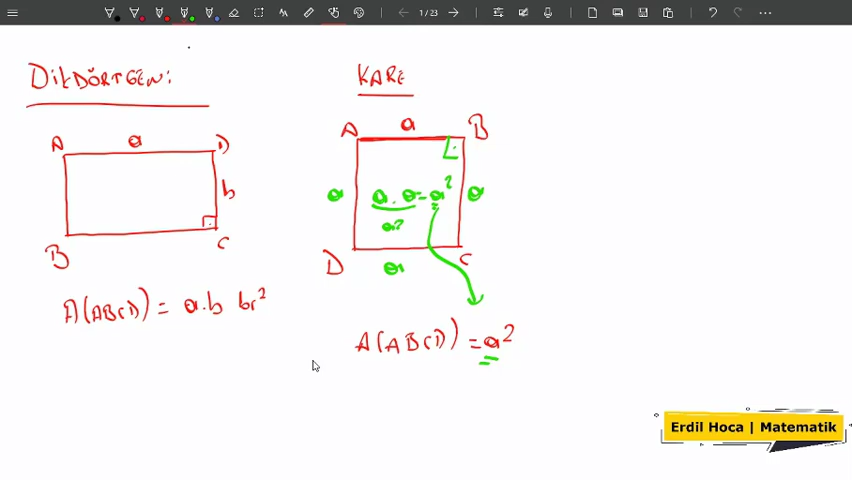 1 / 23
DİKDÖRTGEN:
A a D
b
B C
A(ABCD) = a.b br²
KARE
A a B
a a . a = a² a
a²
D a C
A(ABCD) = a²
Erdil Hoca | Matematik